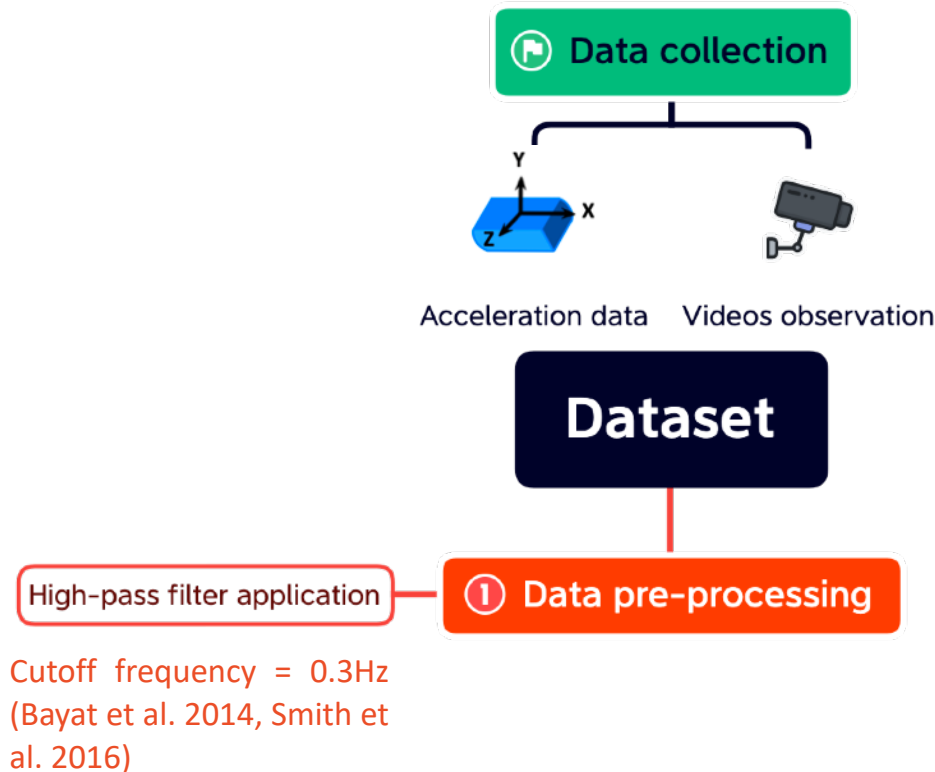 Data collection
Y
X
Z
Acceleration data
Videos observation
Dataset
High-pass filter application
1 Data pre-processing
Cutoff frequency = 0.3Hz
(Bayat et al. 2014, Smith et
al. 2016)